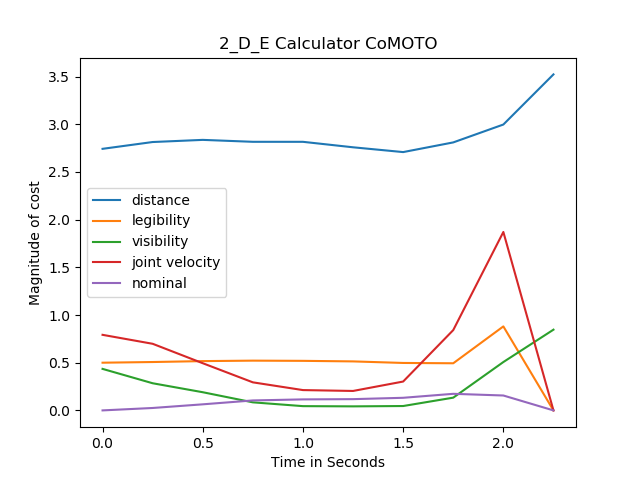 2_D_E Calculator CoMOTO
Magnitude of cost
3.5
3.0
2.5
2.0
1.5
1.0
0.5
0.0
distance
legibility
visibility
joint velocity
nominal
0.0 0.5 1.0 1.5 2.0
Time in Seconds